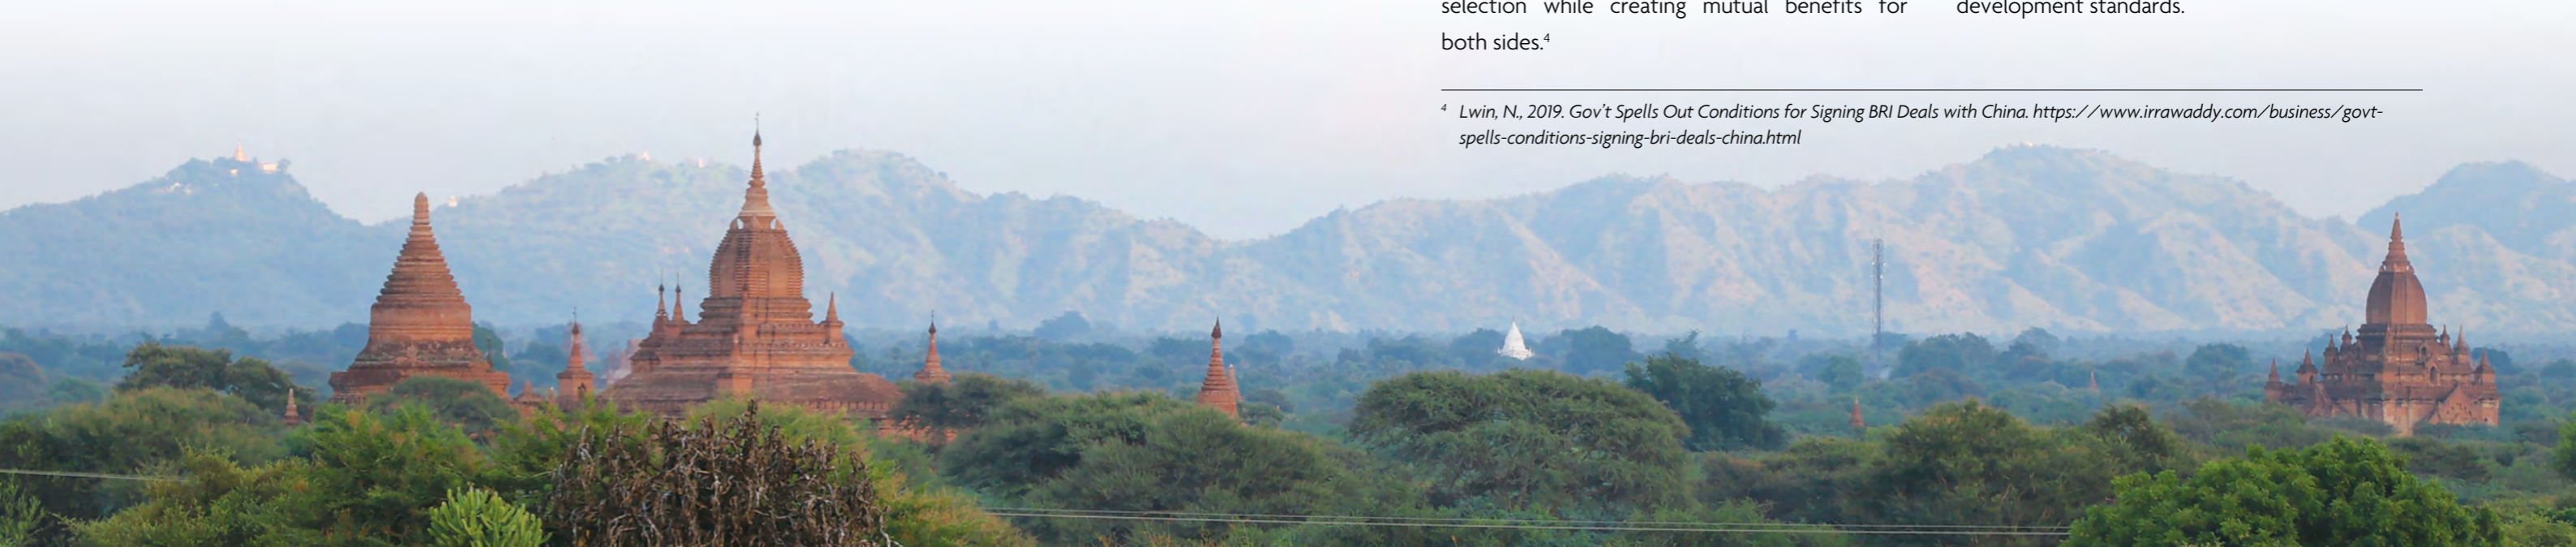 selection while creating mutual benefits for
both sides.4
development standards.
4 Lwin, N., 2019. Gov't Spells Out Conditions for Signing BRI Deals with China. https://www.irrawaddy.com/business/govt-
spells-conditions-signing-bri-deals-china.html